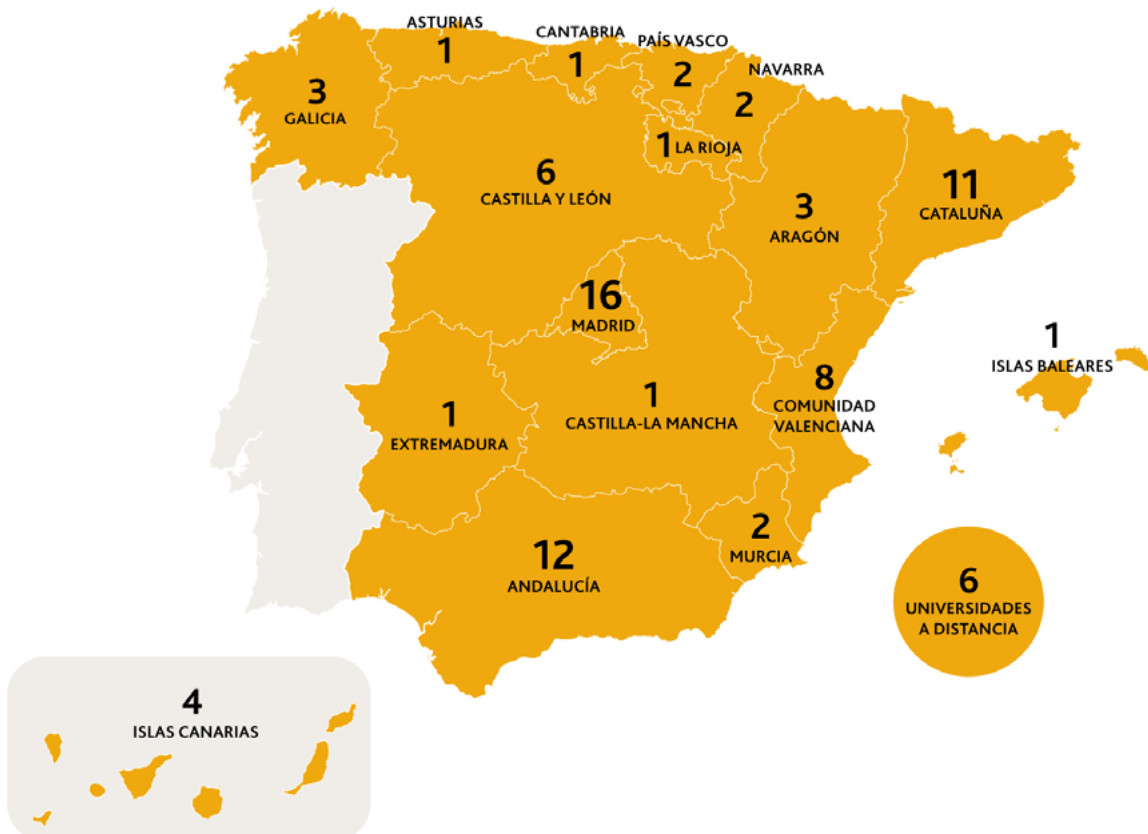 ASTURIAS
1
CANTABRIA
1
PAÍS VASCO
2
NAVARRA
2
3
GALICIA
1 LA RIOJA
6
CASTILLA Y LEÓN
3
ARAGÓN
11
CATALUÑA
16
MADRID
1
ISLAS BALEARES
8
COMUNIDAD
VALENCIANA
1
EXTREMADURA
1
CASTILLA-LA MANCHA
2
MURCIA
12
ANDALUCÍA
6
UNIVERSIDADES
A DISTANCIA
4
ISLAS CANARIAS